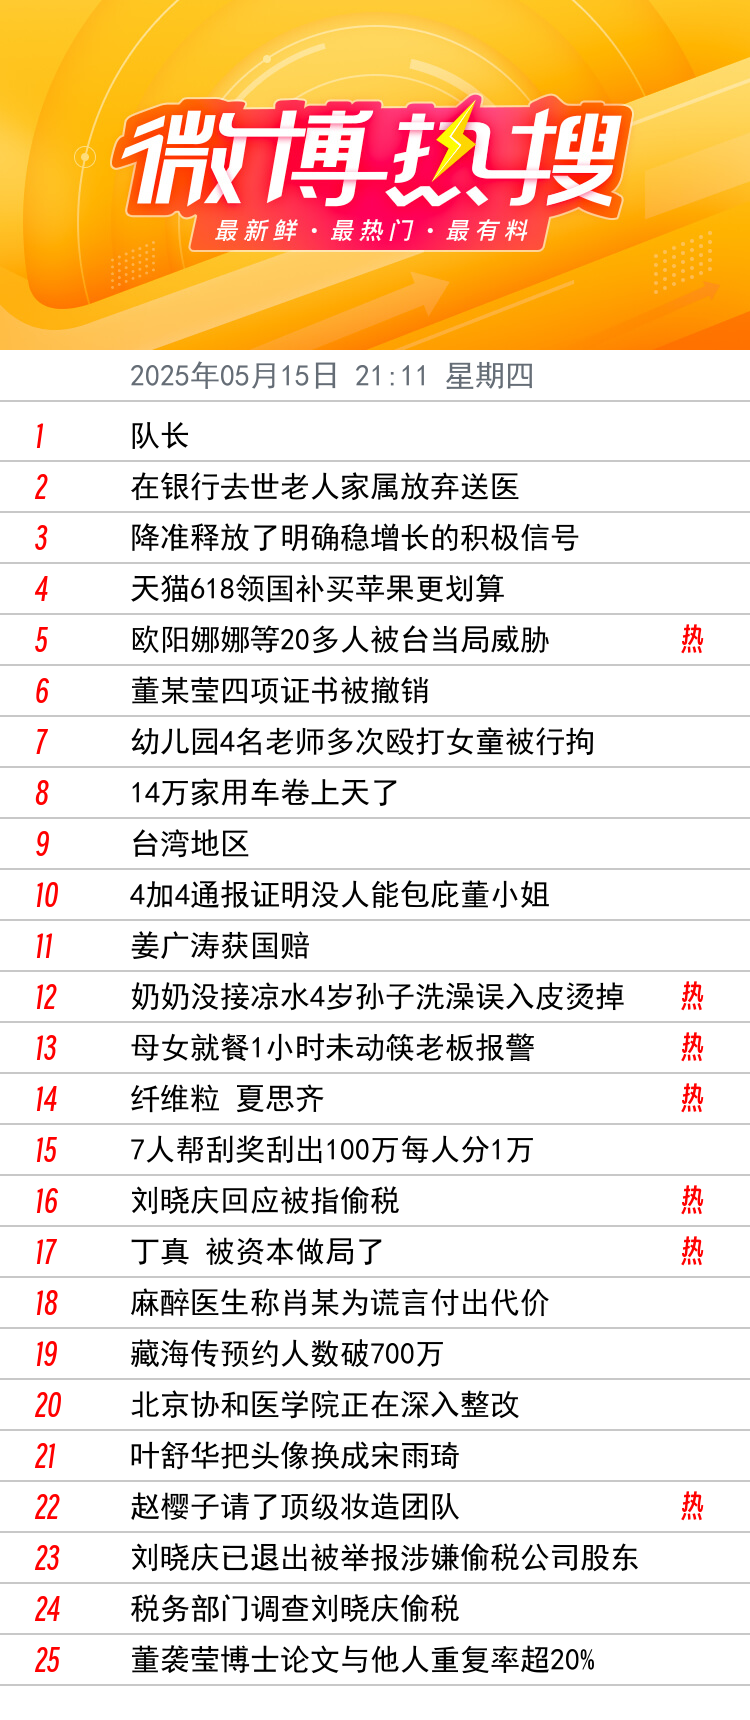 微博热搜
最新鲜·最热门·最有料
2025年05月15日 21:11 星期四
1 队长
2 在银行去世老人家属放弃送医
3 降准释放了明确稳增长的积极信号
4 天猫618领国补买苹果更划算
5 欧阳娜娜等20多人被台当局威胁 热
6 董某莹四项证书被撤销
7 幼儿园4名老师多次殴打女童被行拘
8 14万家用车卷上天了
9 台湾地区
10 4加4通报证明没人能包庇董小姐
11 姜广涛获国赔
12 奶奶没接凉水4岁孙子洗澡误入皮烫掉 热
13 母女就餐1小时未动筷老板报警 热
14 纤维粒 夏思齐 热
15 7人帮刮奖刮出100万每人分1万
16 刘晓庆回应被指偷税 热
17 丁真 被资本做局了 热
18 麻醉医生称肖某为谎言付出代价
19 藏海传预约人数破700万
20 北京协和医学院正在深入整改
21 叶舒华把头像换成宋雨琦
22 赵樱子请了顶级妆造团队 热
23 刘晓庆已退出被举报涉嫌偷税公司股东
24 税务部门调查刘晓庆偷税
25 董袭莹博士论文与他人重复率超20%